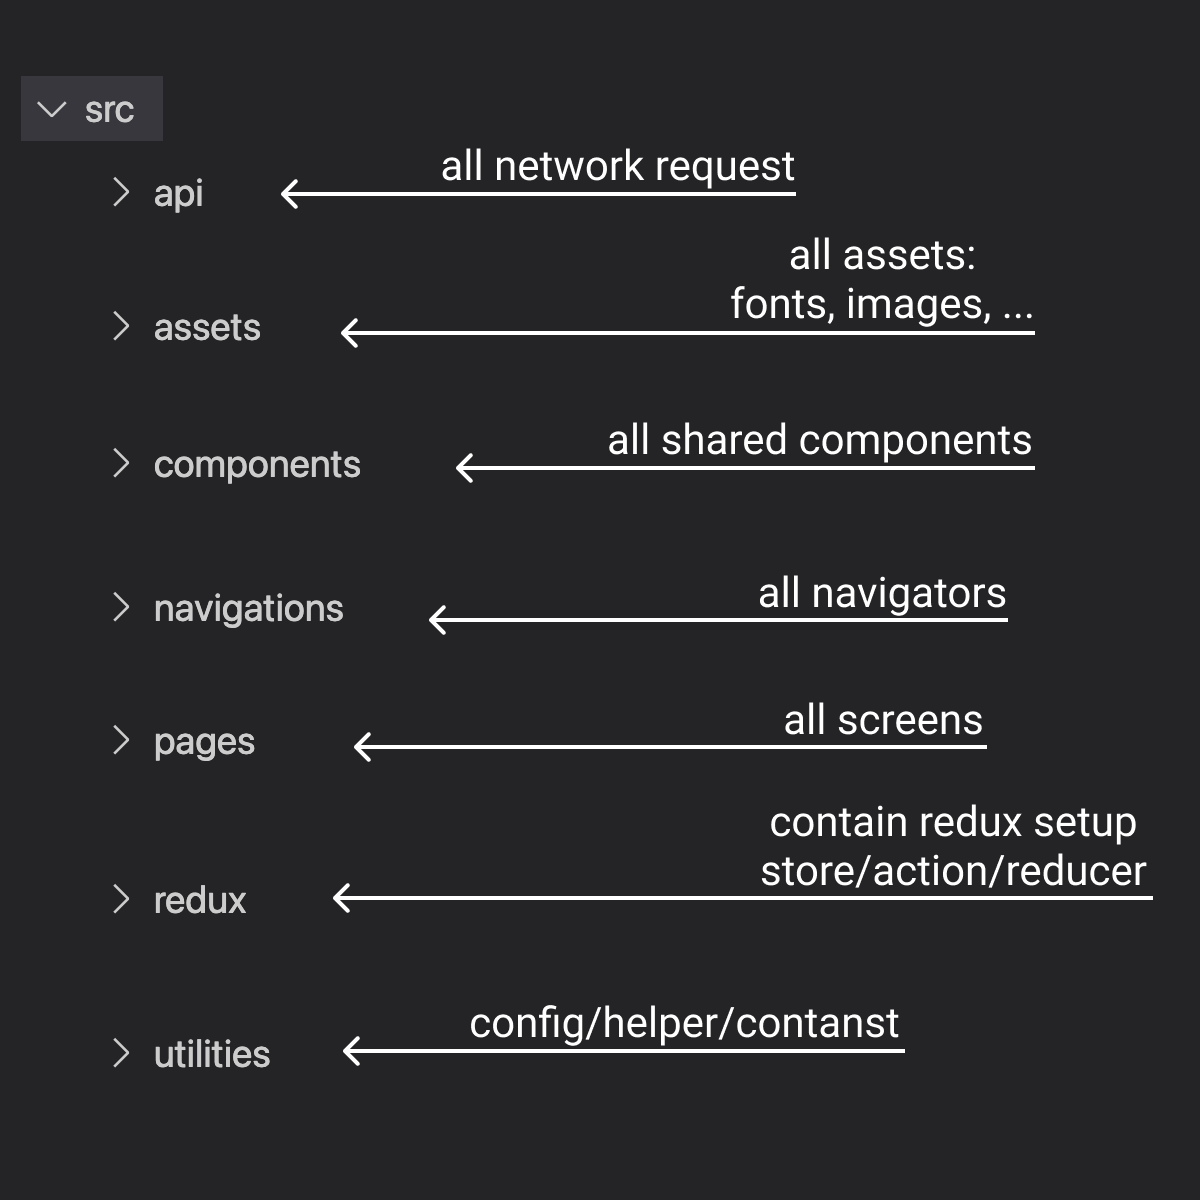 src
api
all network request
all assets:
fonts, images, ...
assets
all shared components
components
all navigators
navigations
all screens
pages
contain redux setup
store/action/reducer
redux
config/helper/contanst
utilities